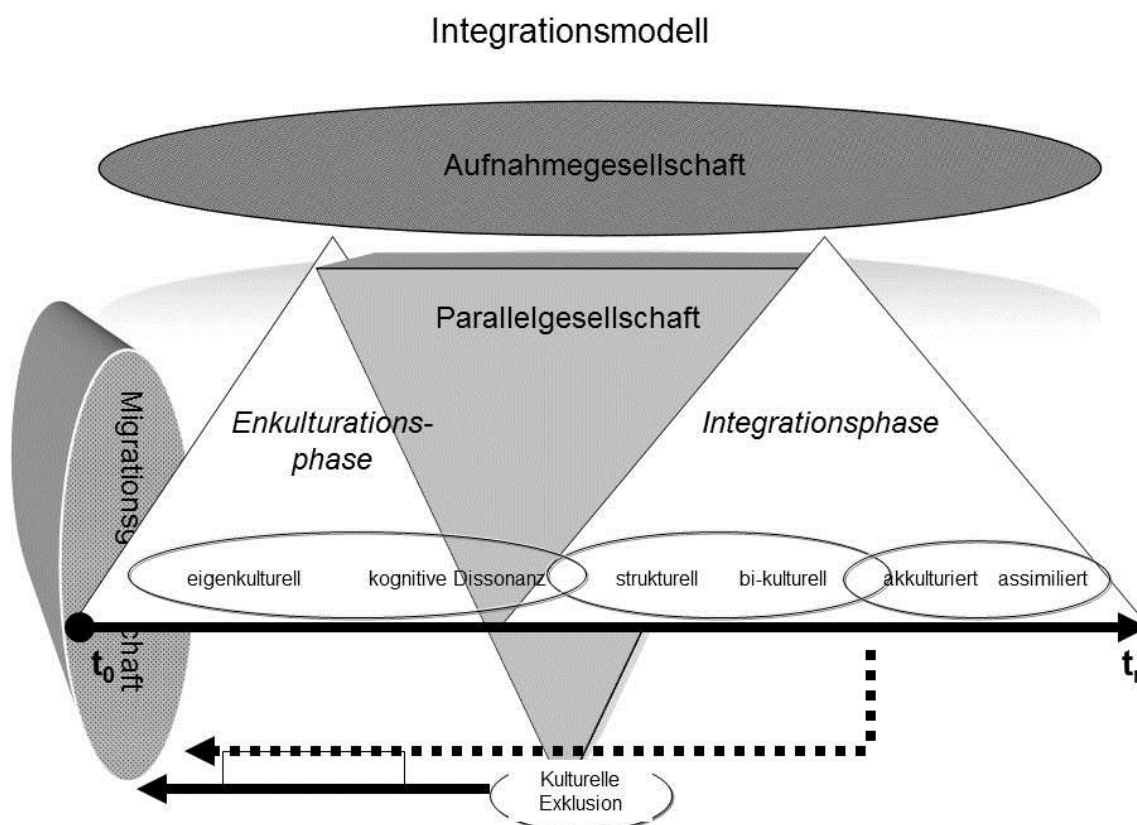 Integrationsmodell
Aufnahmegesellschaft
Parallelgesellschaft
Enkulturations-
phase
Integrationsphase
Migrationsg
chaft
eigenkulturell kognitive Dissonanz strukturell bi-kulturell akkulturiert assimiliert
t0
Kulturelle
Exklusion